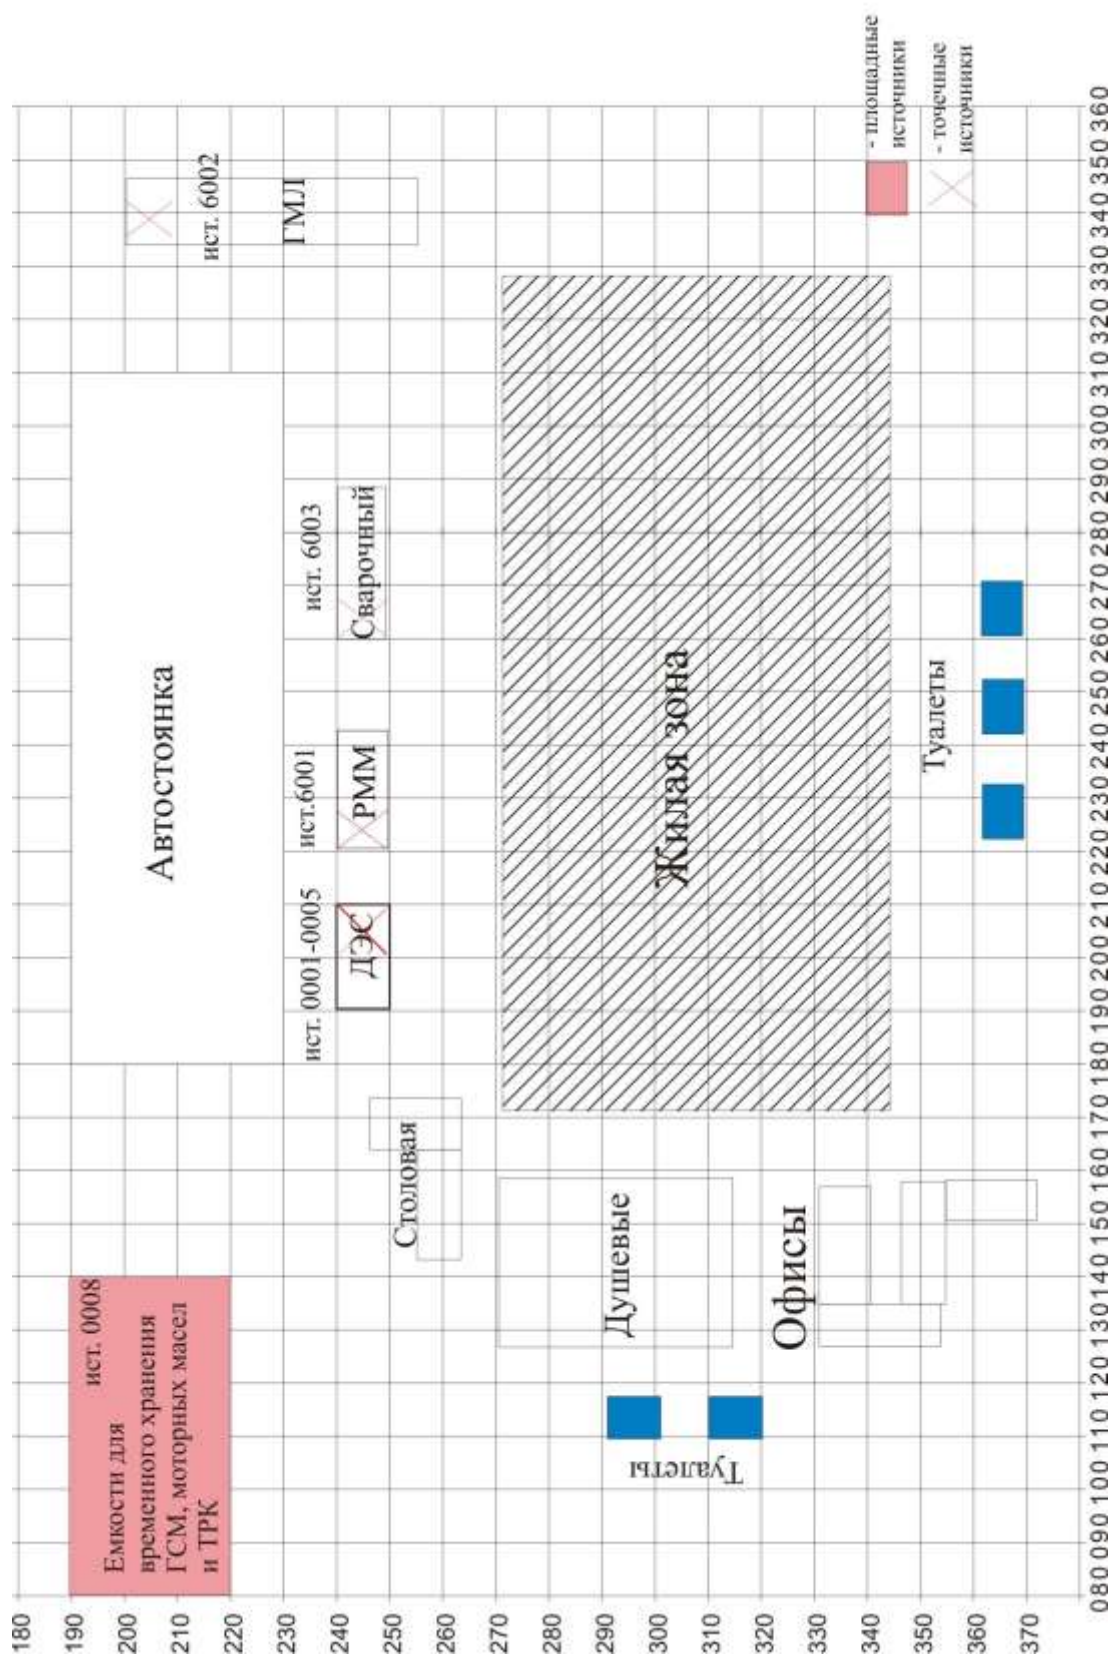 - площадные
источники
- точечные
источники
ист. 6002
ГМЛ
Автостоянка
ист. 6003
Сварочный
ист.6001
РММ
ист. 0001-0005
ДЭС
Жилая зона
Туалеты
Столовая
Душевые
Офисы
Туалеты
ист. 0008
Емкости для
временного хранения
ГСМ, моторных масел
и ТРК
180 190 200 210 220 230 240 250 260 270 280 290 300 310 320 330 340 350 360 370
080 090 100 110 120 130 140 150 160 170 180 190 200 210 220 230 240 250 260 270 280 290 300 310 320 330 340 350 360